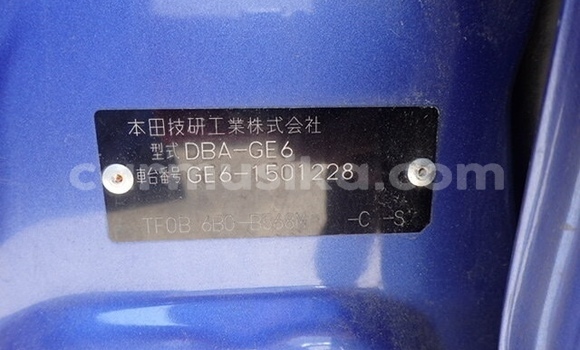 本田技研工業株式会社
型式 DBA-GE6
車台番号 GE6-1501228
TF0B -C -S